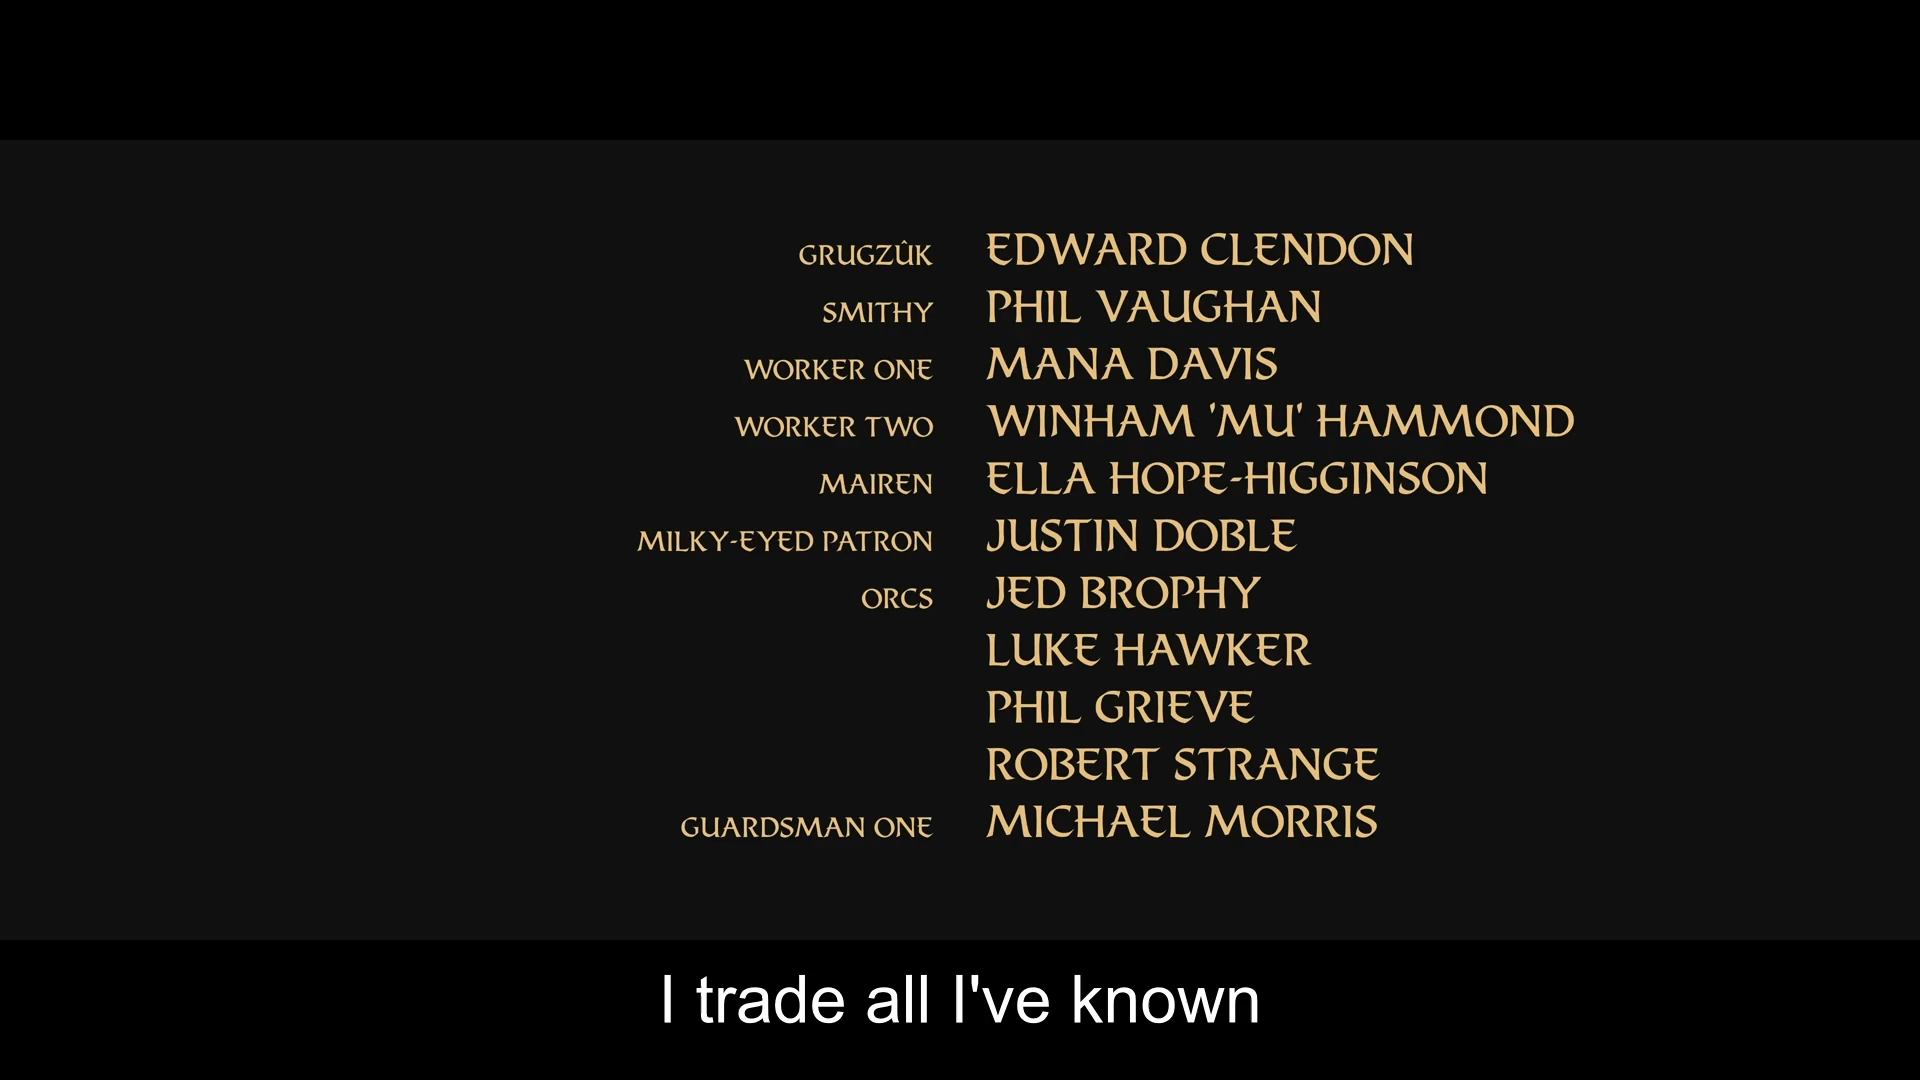 GRUGZÛK EDWARD CLENDON
SMITHY PHIL VAUGHAN
WORKER ONE MANA DAVIS
WORKER TWO WINHAM 'MU' HAMMOND
MAIREN ELLA HOPE-HIGGINSON
MILKY-EYED PATRON JUSTIN DOBLE
ORCS JED BROPHY
LUKE HAWKER
PHIL GRIEVE
ROBERT STRANGE
GUARDSMAN ONE MICHAEL MORRIS
I trade all I've known